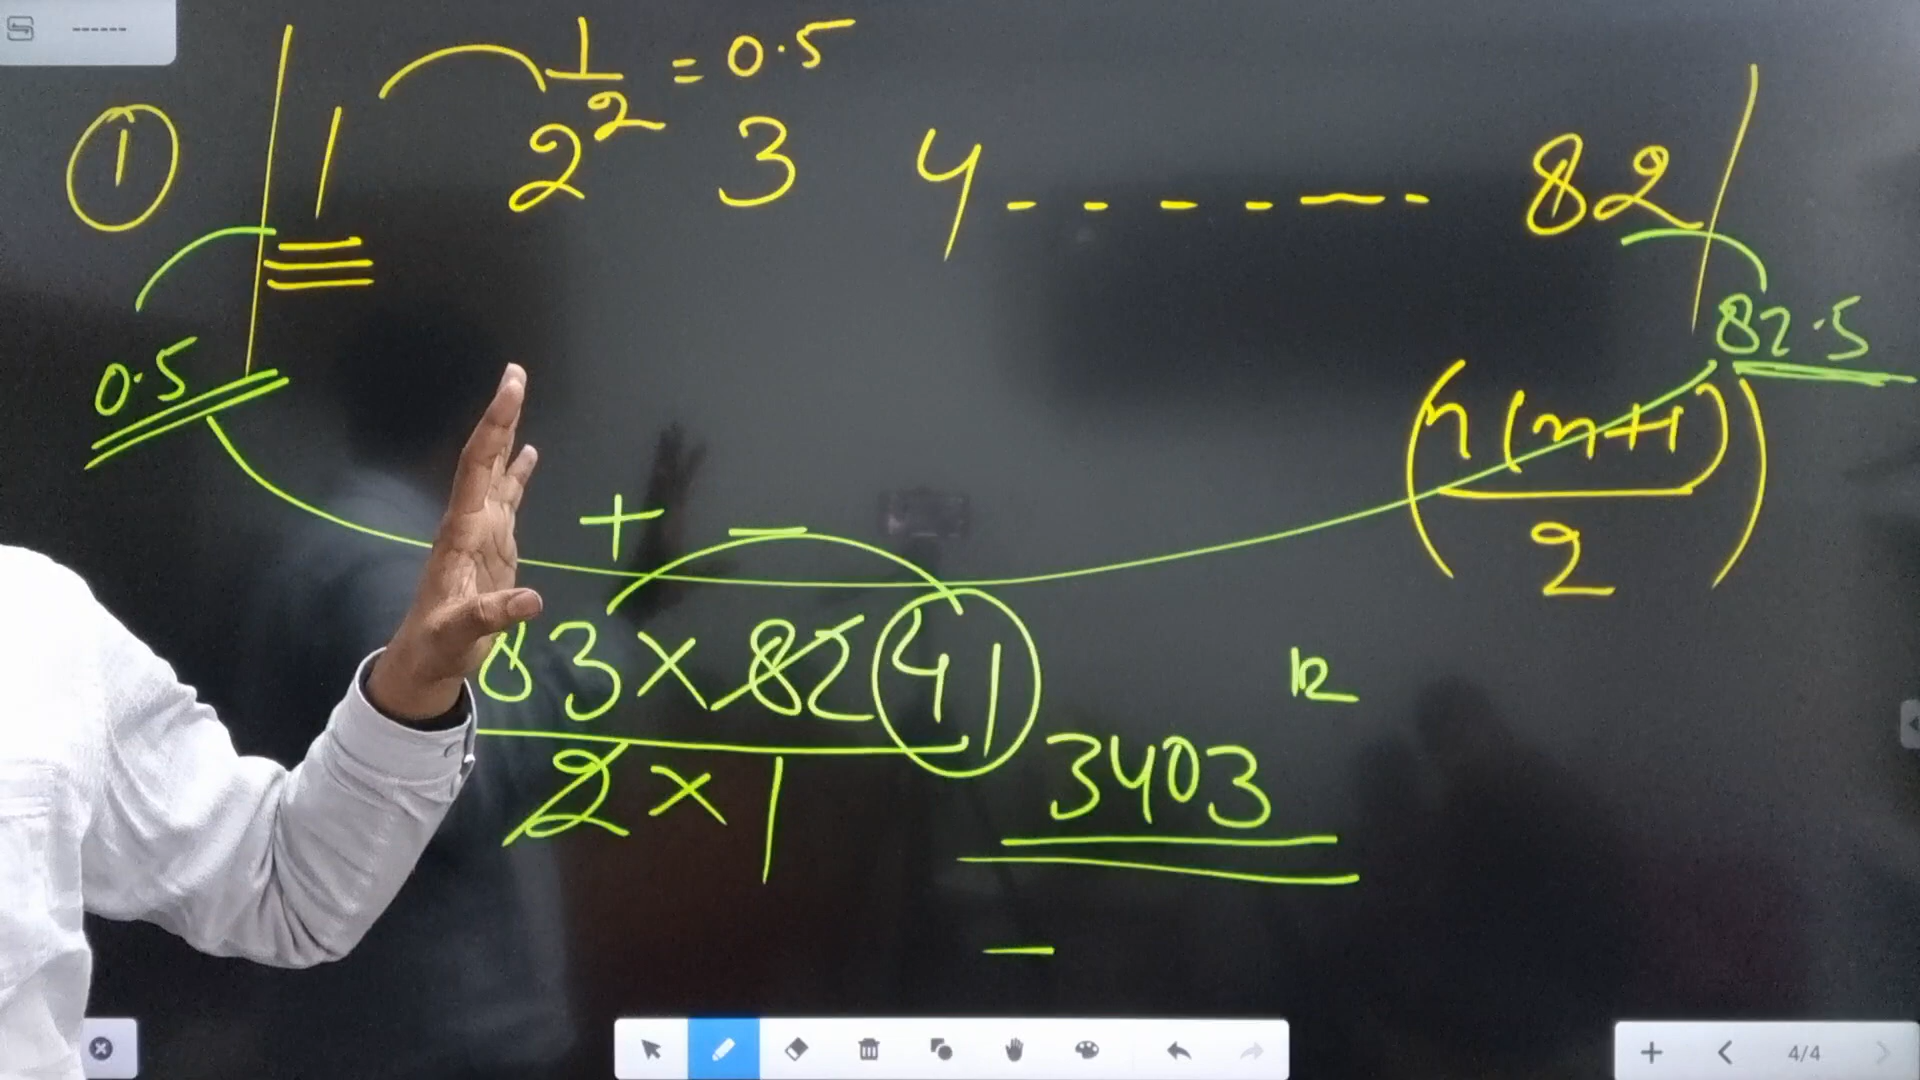 1/2 = 0.5
① 1 2 3 4 ------ 82
0.5 82.5
(n(n+1)/2)
+ −
83 × 82 41
2 × 1
3403
4/4